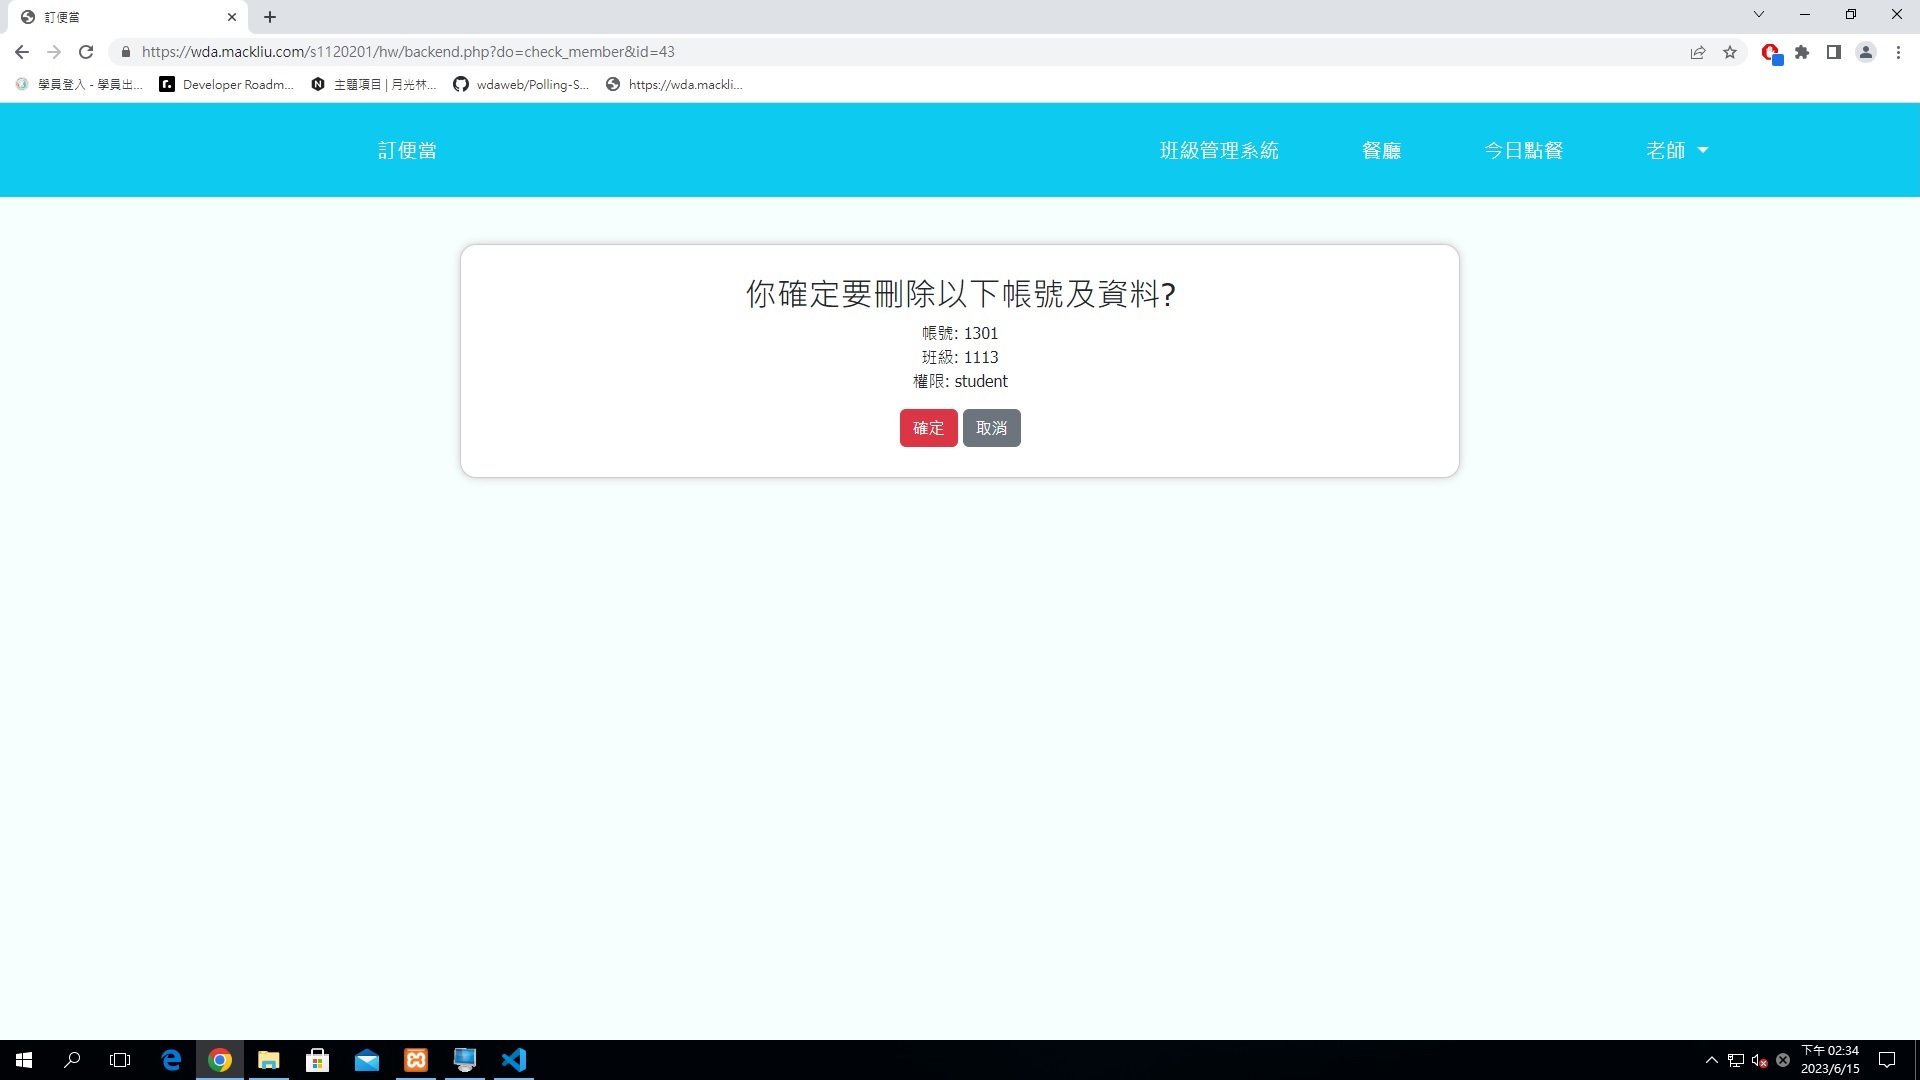 訂便當
https://wda.mackliu.com/s1120201/hw/backend.php?do=check_member&id=43
學員登入 - 學員出...
Developer Roadm...
主題項目 | 月光林...
wdaweb/Polling-S...
https://wda.mackli...
訂便當
班級管理系統
餐廳
今日點餐
老師
你確定要刪除以下帳號及資料?
帳號: 1301
班級: 1113
權限: student
確定
取消
下午 02:34
2023/6/15